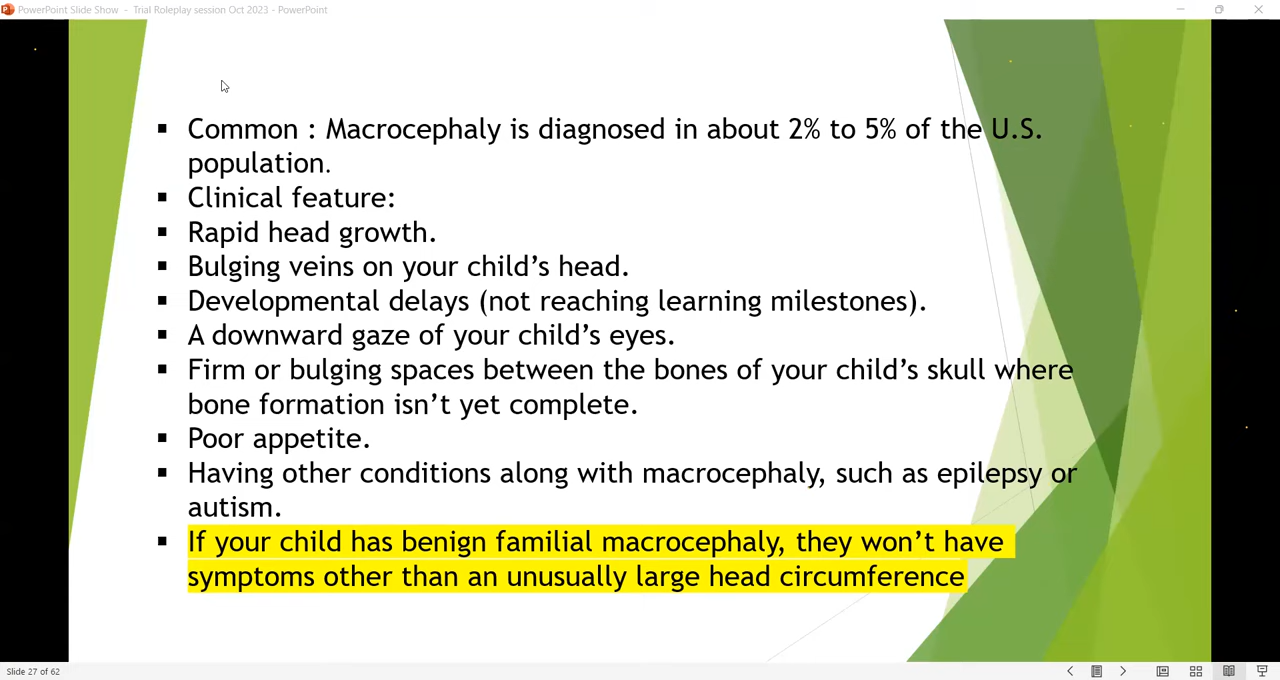 PowerPoint Slide Show - Trial Roleplay session Oct 2023 - PowerPoint
▪ Common : Macrocephaly is diagnosed in about 2% to 5% of the U.S.
population.
▪ Clinical feature:
▪ Rapid head growth.
▪ Bulging veins on your child’s head.
▪ Developmental delays (not reaching learning milestones).
▪ A downward gaze of your child’s eyes.
▪ Firm or bulging spaces between the bones of your child’s skull where
bone formation isn’t yet complete.
▪ Poor appetite.
▪ Having other conditions along with macrocephaly, such as epilepsy or
autism.
▪ If your child has benign familial macrocephaly, they won’t have
symptoms other than an unusually large head circumference
Slide 27 of 62